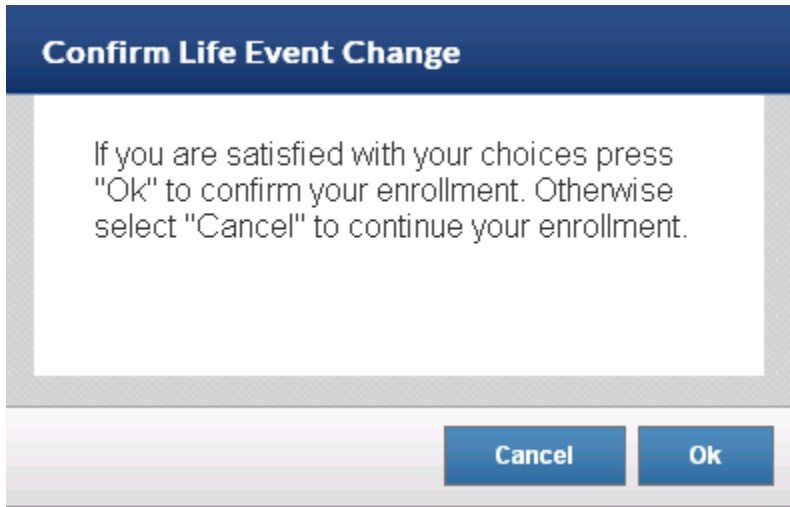 Confirm Life Event Change
If you are satisfied with your choices press
"Ok" to confirm your enrollment. Otherwise
select "Cancel" to continue your enrollment.
Cancel
Ok